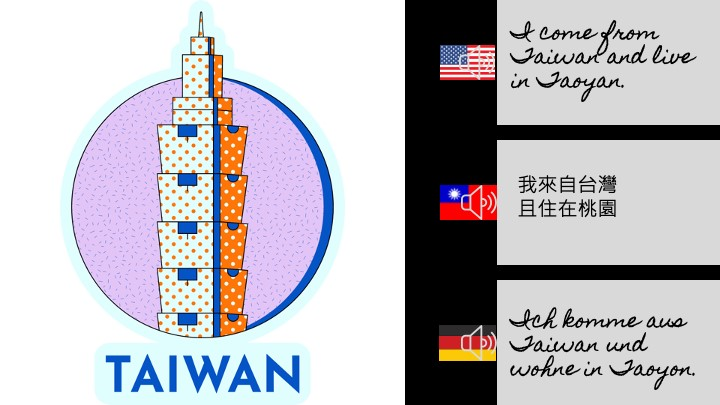 TAIWAN
I come from
Taiwan and live
in Taoyan.
我來自台灣
且住在桃園
Ich komme aus
Taiwan und
wohne in Taoyon.